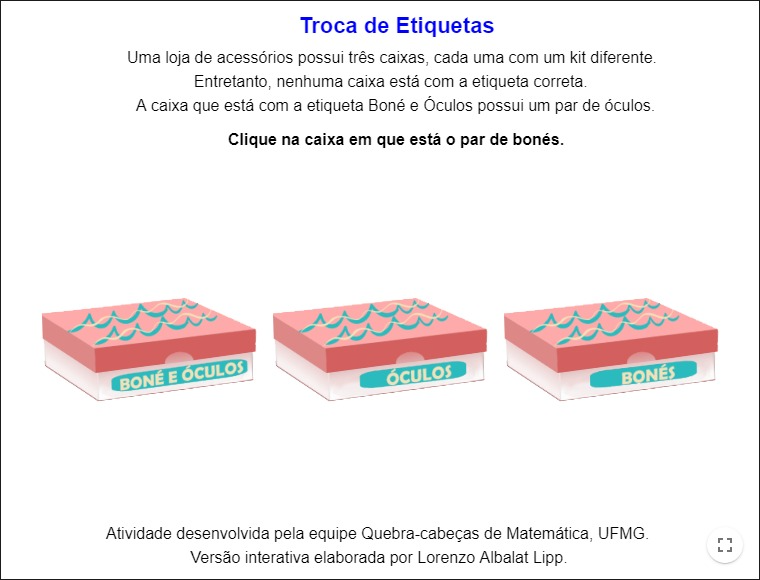 Troca de Etiquetas
Uma loja de acessórios possui três caixas, cada uma com um kit diferente.
Entretanto, nenhuma caixa está com a etiqueta correta.
A caixa que está com a etiqueta Boné e Óculos possui um par de óculos.
Clique na caixa em que está o par de bonés.
BONÉ E ÓCULOS
ÓCULOS
BONÉS
Atividade desenvolvida pela equipe Quebra-cabeças de Matemática, UFMG.
Versão interativa elaborada por Lorenzo Albalat Lipp.